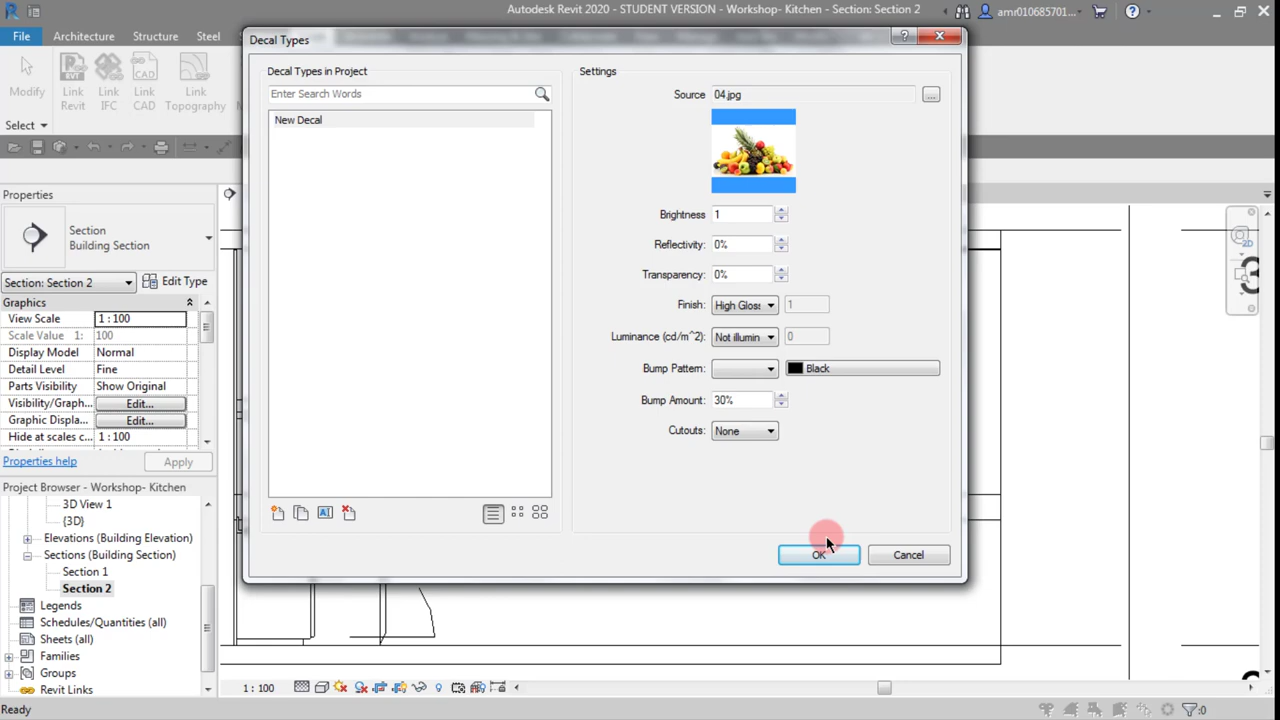 Autodesk Revit 2020 - STUDENT VERSION - Workshop- Kitchen - Section: Section 2
amr010685701...
File
Architecture
Structure
Steel
Modify
Link Revit
Link IFC
Link CAD
Link Topography
Select
Decal Types
Decal Types in Project
Enter Search Words
New Decal
Settings
Source 04.jpg
...
Brightness 1
Reflectivity: 0%
Transparency: 0%
Finish: High Glos 1
Luminance (cd/m^2): Not illumin 0
Bump Pattern: Black
Bump Amount: 30%
Cutouts: None
OK
Cancel
Properties
Section
Building Section
Section: Section 2
Edit Type
Graphics
View Scale 1 : 100
Scale Value 1: 100
Display Model Normal
Detail Level Fine
Parts Visibility Show Original
Visibility/Graph... Edit...
Graphic Displa... Edit...
Hide at scales c... 1 : 100
Properties help
Apply
Project Browser - Workshop- Kitchen
3D View 1
{3D}
Elevations (Building Elevation)
Sections (Building Section)
Section 1
Section 2
Legends
Schedules/Quantities (all)
Sheets (all)
Families
Groups
Revit Links
1 : 100
Ready
:0
2D